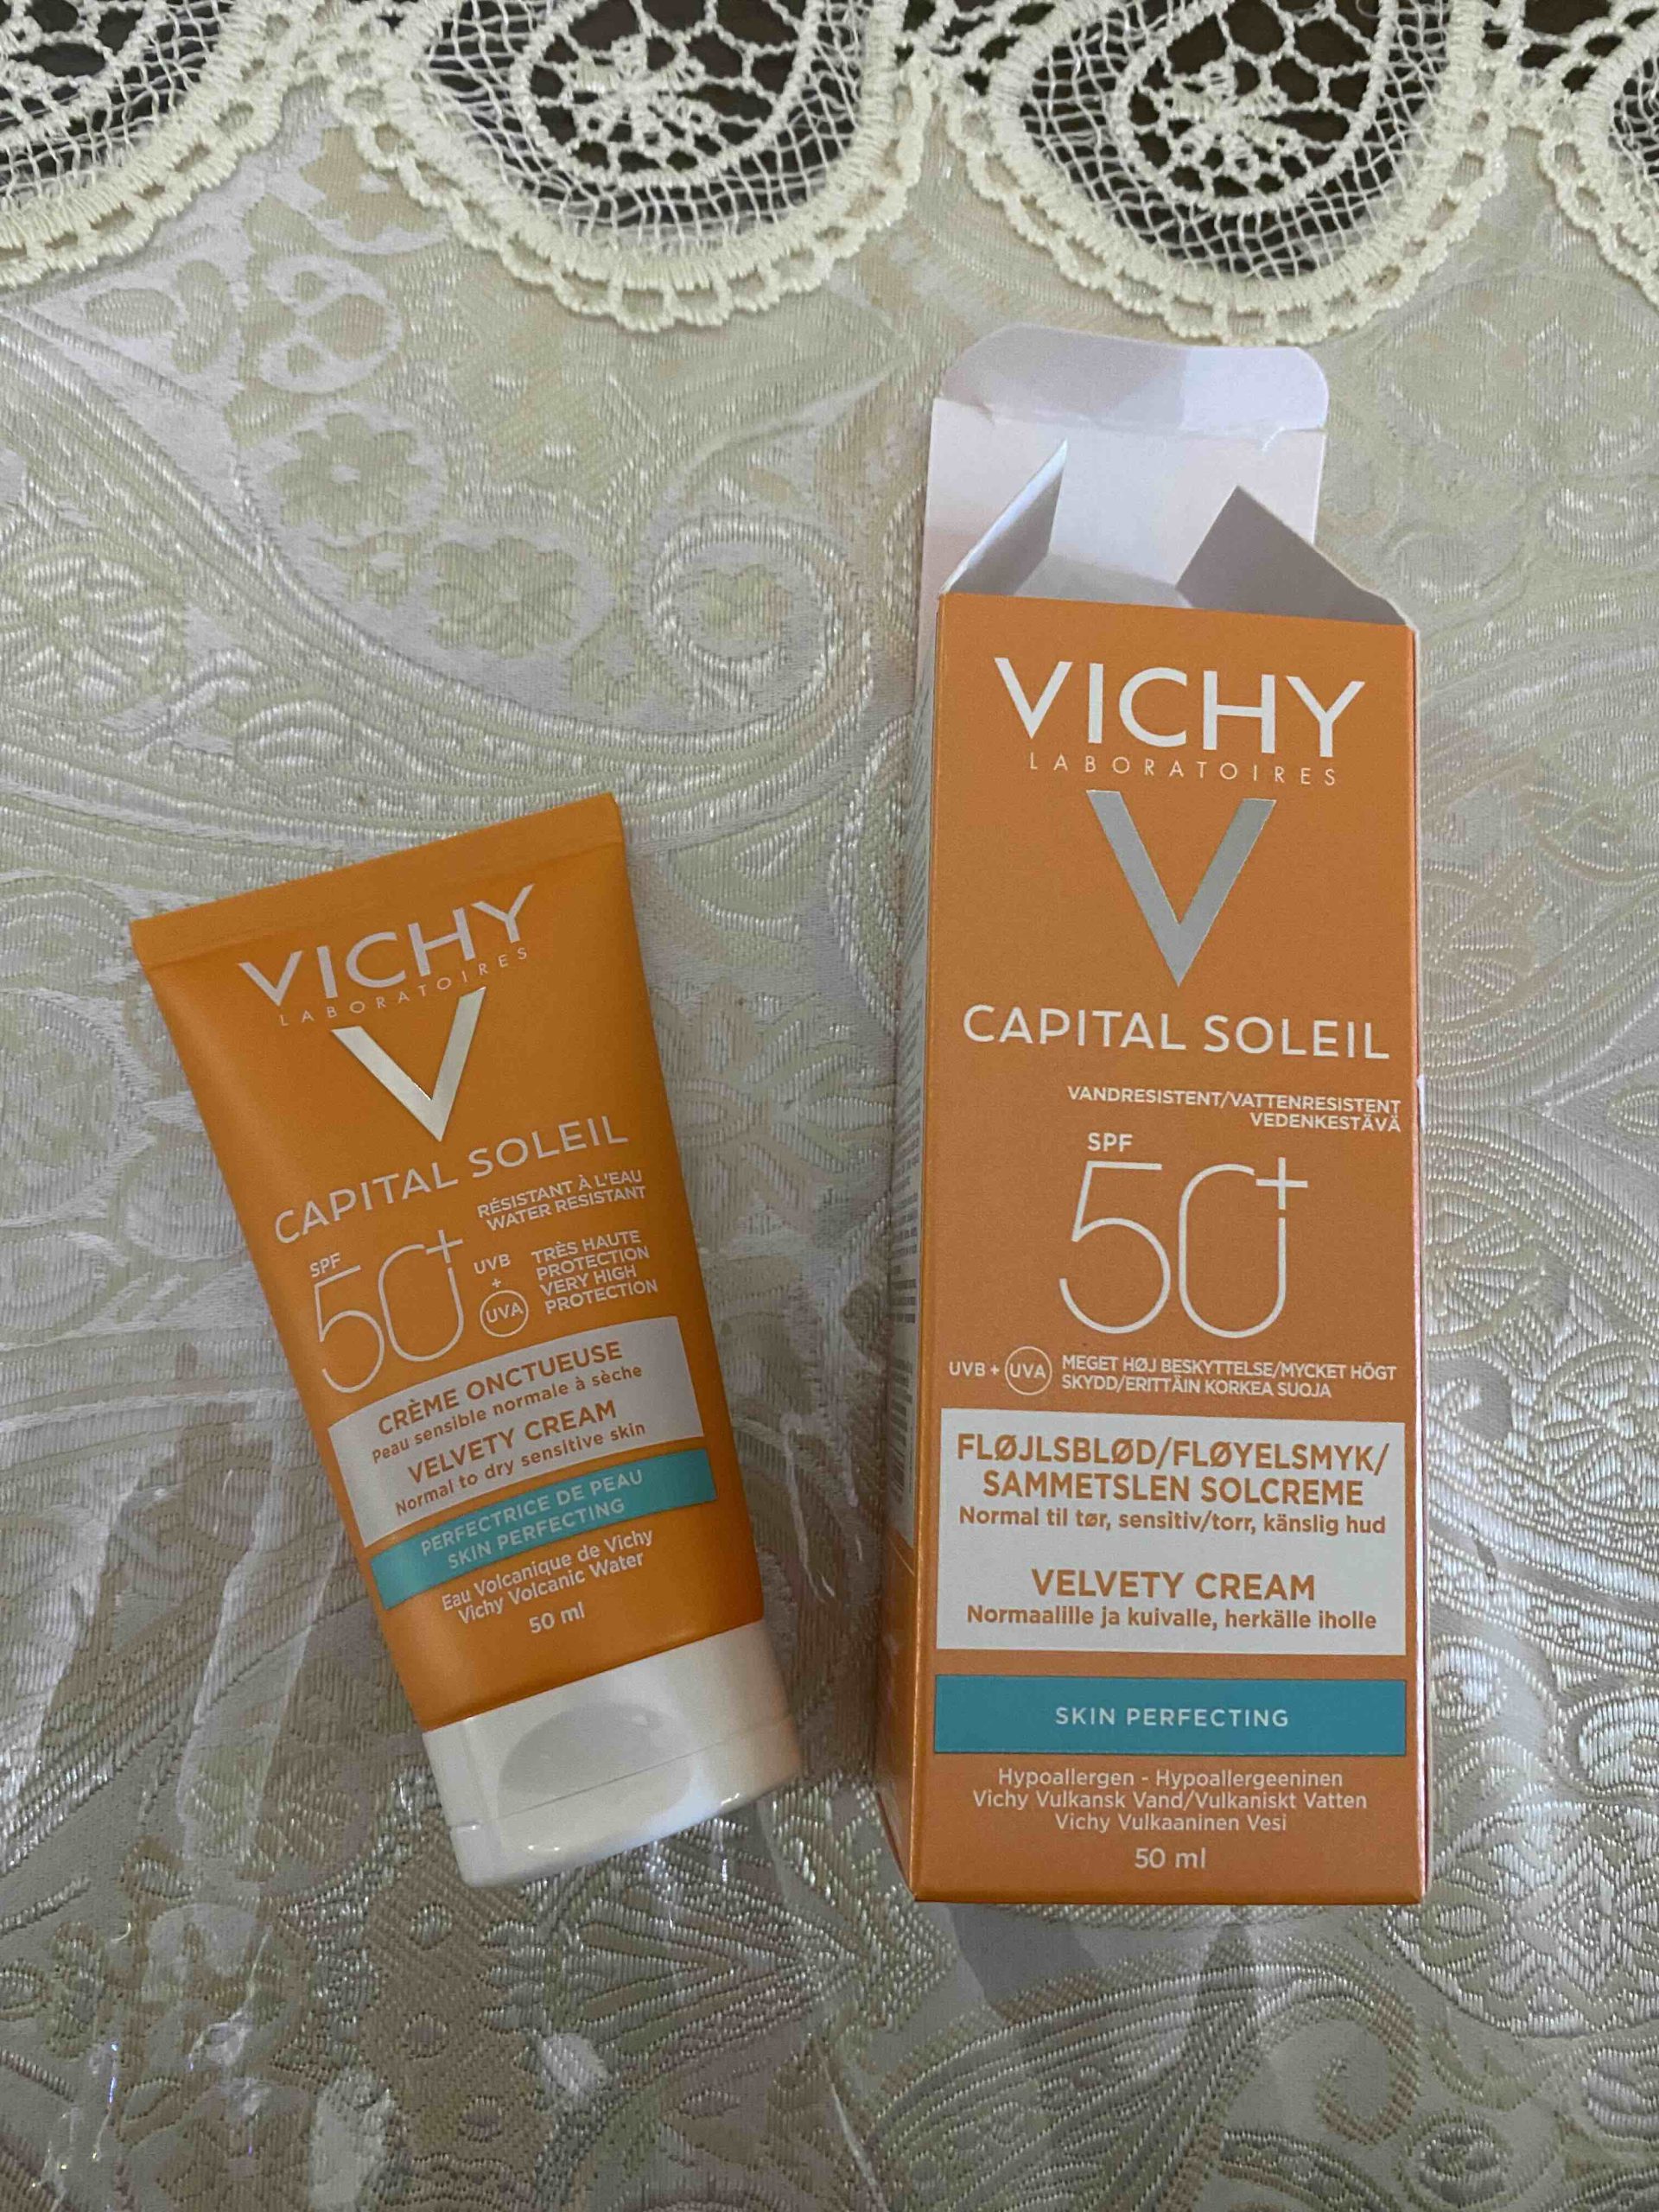 VICHY
LABORATOIRES
CAPITAL SOLEIL
RÉSISTANT À L'EAU
WATER RESISTANT
SPF
50+
UVB
+
UVA
TRÈS HAUTE
PROTECTION
VERY HIGH
PROTECTION
CRÈME ONCTUEUSE
Peau sensible normale à sèche
VELVETY CREAM
Normal to dry sensitive skin
PERFECTRICE DE PEAU
SKIN PERFECTING
Eau Volcanique de Vichy
Vichy Volcanic Water
50 ml
VICHY
LABORATOIRES
CAPITAL SOLEIL
VANDRESISTENT/VATTENRESISTENT
VEDENKESTÄVÄ
SPF
50+
UVB + UVA
MEGET HØJ BESKYTTELSE/MYCKET HÖGT
SKYDD/ERITTÄIN KORKEA SUOJA
FLØJLSBLØD/FLØYELSMYK/
SAMMETSLEN SOLCREME
Normal til tør, sensitiv/torr, känslig hud
VELVETY CREAM
Normaalille ja kuivalle, herkälle iholle
SKIN PERFECTING
Hypoallergen - Hypoallergeeninen
Vichy Vulkansk Vand/Vulkaniskt Vatten
Vichy Vulkaaninen Vesi
50 ml